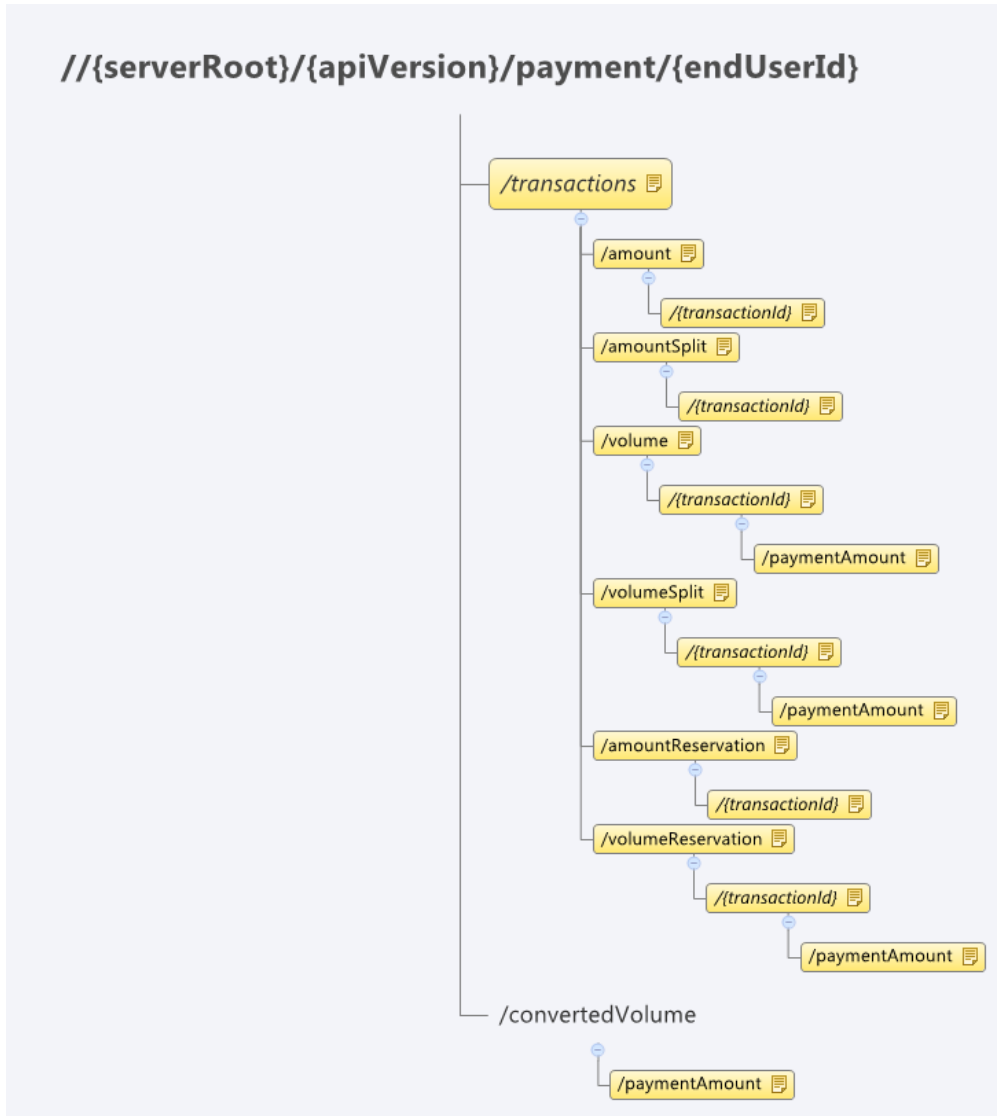 //{serverRoot}/{apiVersion}/payment/{endUserId}
/transactions
/amount
/{transactionId}
/amountSplit
/{transactionId}
/volume
/{transactionId}
/paymentAmount
/volumeSplit
/{transactionId}
/paymentAmount
/amountReservation
/{transactionId}
/volumeReservation
/{transactionId}
/paymentAmount
/convertedVolume
/paymentAmount